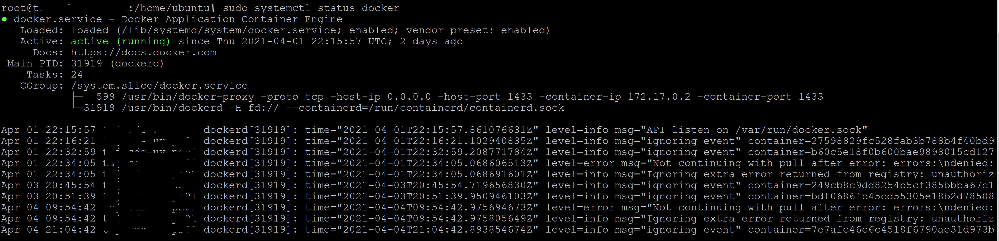 root@t :/home/ubuntu# sudo systemctl status docker
● docker.service - Docker Application Container Engine
Loaded: loaded (/lib/systemd/system/docker.service; enabled; vendor preset: enabled)
Active: active (running) since Thu 2021-04-01 22:15:57 UTC; 2 days ago
Docs: https://docs.docker.com
Main PID: 31919 (dockerd)
Tasks: 24
CGroup: /system.slice/docker.service
├─ 599 /usr/bin/docker-proxy -proto tcp -host-ip 0.0.0.0 -host-port 1433 -container-ip 172.17.0.2 -container-port 1433
└─31919 /usr/bin/dockerd -H fd:// --containerd=/run/containerd/containerd.sock
Apr 01 22:15:57 dockerd[31919]: time="2021-04-01T22:15:57.861076631Z" level=info msg="API listen on /var/run/docker.sock"
Apr 01 22:16:21 dockerd[31919]: time="2021-04-01T22:16:21.102940835Z" level=info msg="ignoring event" container=27598829fc528fab3b788b4f40bd9
Apr 01 22:32:59 dockerd[31919]: time="2021-04-01T22:32:59.208771784Z" level=info msg="ignoring event" container=b60c5e18f0b600bae9898015cd127
Apr 01 22:34:05 dockerd[31919]: time="2021-04-01T22:34:05.068606513Z" level=error msg="Not continuing with pull after error: errors:\ndenied:
Apr 01 22:34:05 dockerd[31919]: time="2021-04-01T22:34:05.068691601Z" level=info msg="Ignoring extra error returned from registry: unauthoriz
Apr 03 20:45:54 dockerd[31919]: time="2021-04-03T20:45:54.719656830Z" level=info msg="ignoring event" container=249cb8c9dd8254b5cf385bbba67c1
Apr 03 20:51:39 dockerd[31919]: time="2021-04-03T20:51:39.950946103Z" level=info msg="ignoring event" container=bdf0686fb45cd55305e18b2d78508
Apr 04 09:54:42 dockerd[31919]: time="2021-04-04T09:54:42.975694673Z" level=error msg="Not continuing with pull after error: errors:\ndenied:
Apr 04 09:54:42 dockerd[31919]: time="2021-04-04T09:54:42.975805649Z" level=info msg="Ignoring extra error returned from registry: unauthoriz
Apr 04 21:04:42 dockerd[31919]: time="2021-04-04T21:04:42.893854674Z" level=info msg="ignoring event" container=7e7afc46c6c4518f6790ae31d973b